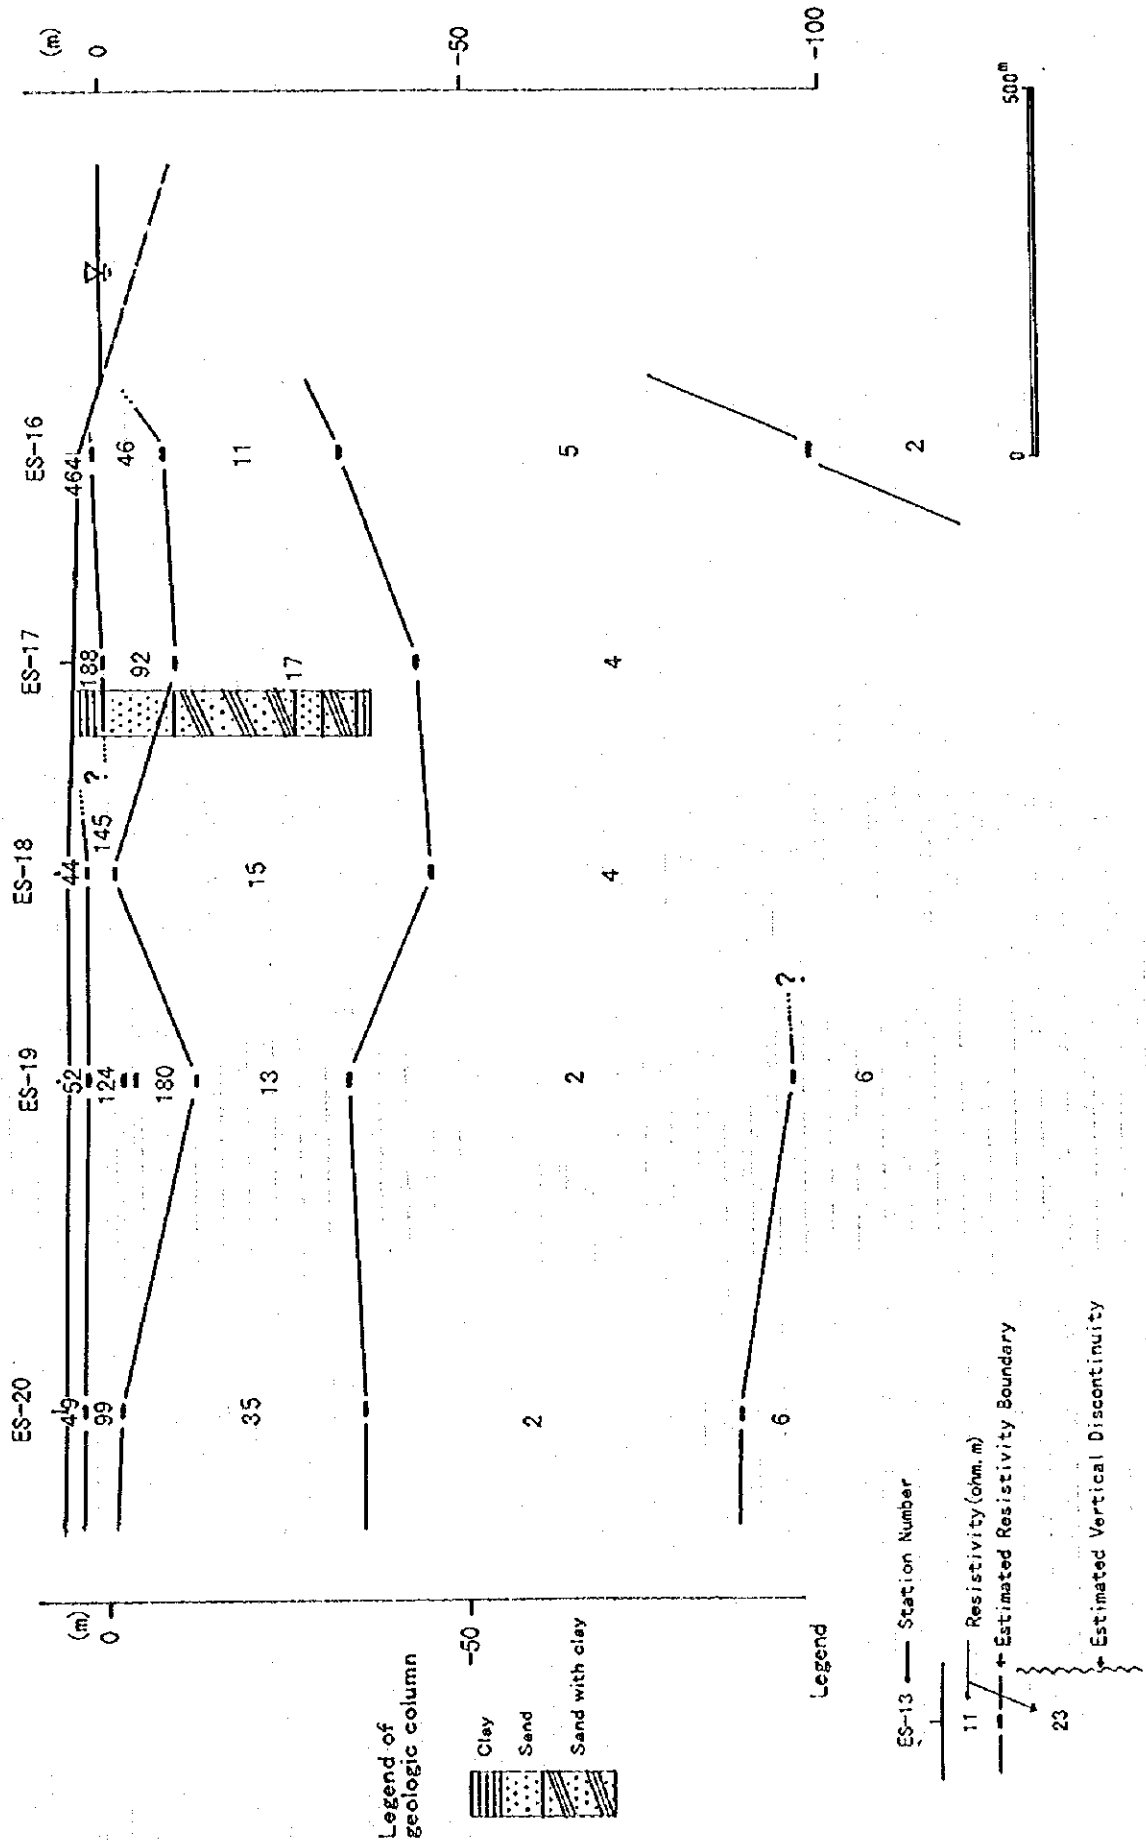 ES-20
ES-19
ES-18
ES-17
ES-16
(m)
0
-50
(m)
0
-50
-100
49
99
35
2
6
52
124
180
13
2
6
?
44
145
?
15
4
188
92
17
4
464
46
11
5
2
Legend of
geologic column
Clay
Sand
Sand with clay
Legend
ES-13 Station Number
11 Resistivity(ohm.m)
Estimated Resistivity Boundary
23
Estimated Vertical Discontinuity
0 500m